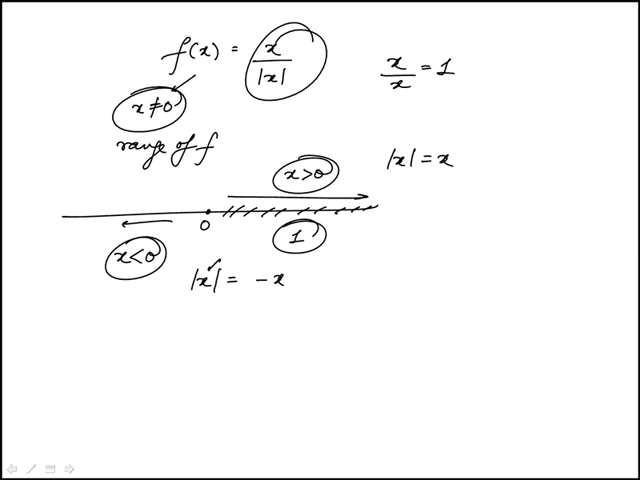 f(x) = x/|x|
x/x = 1
x≠0
range of f
|x| = x
x>0
0
1
x<0
|x| = -x